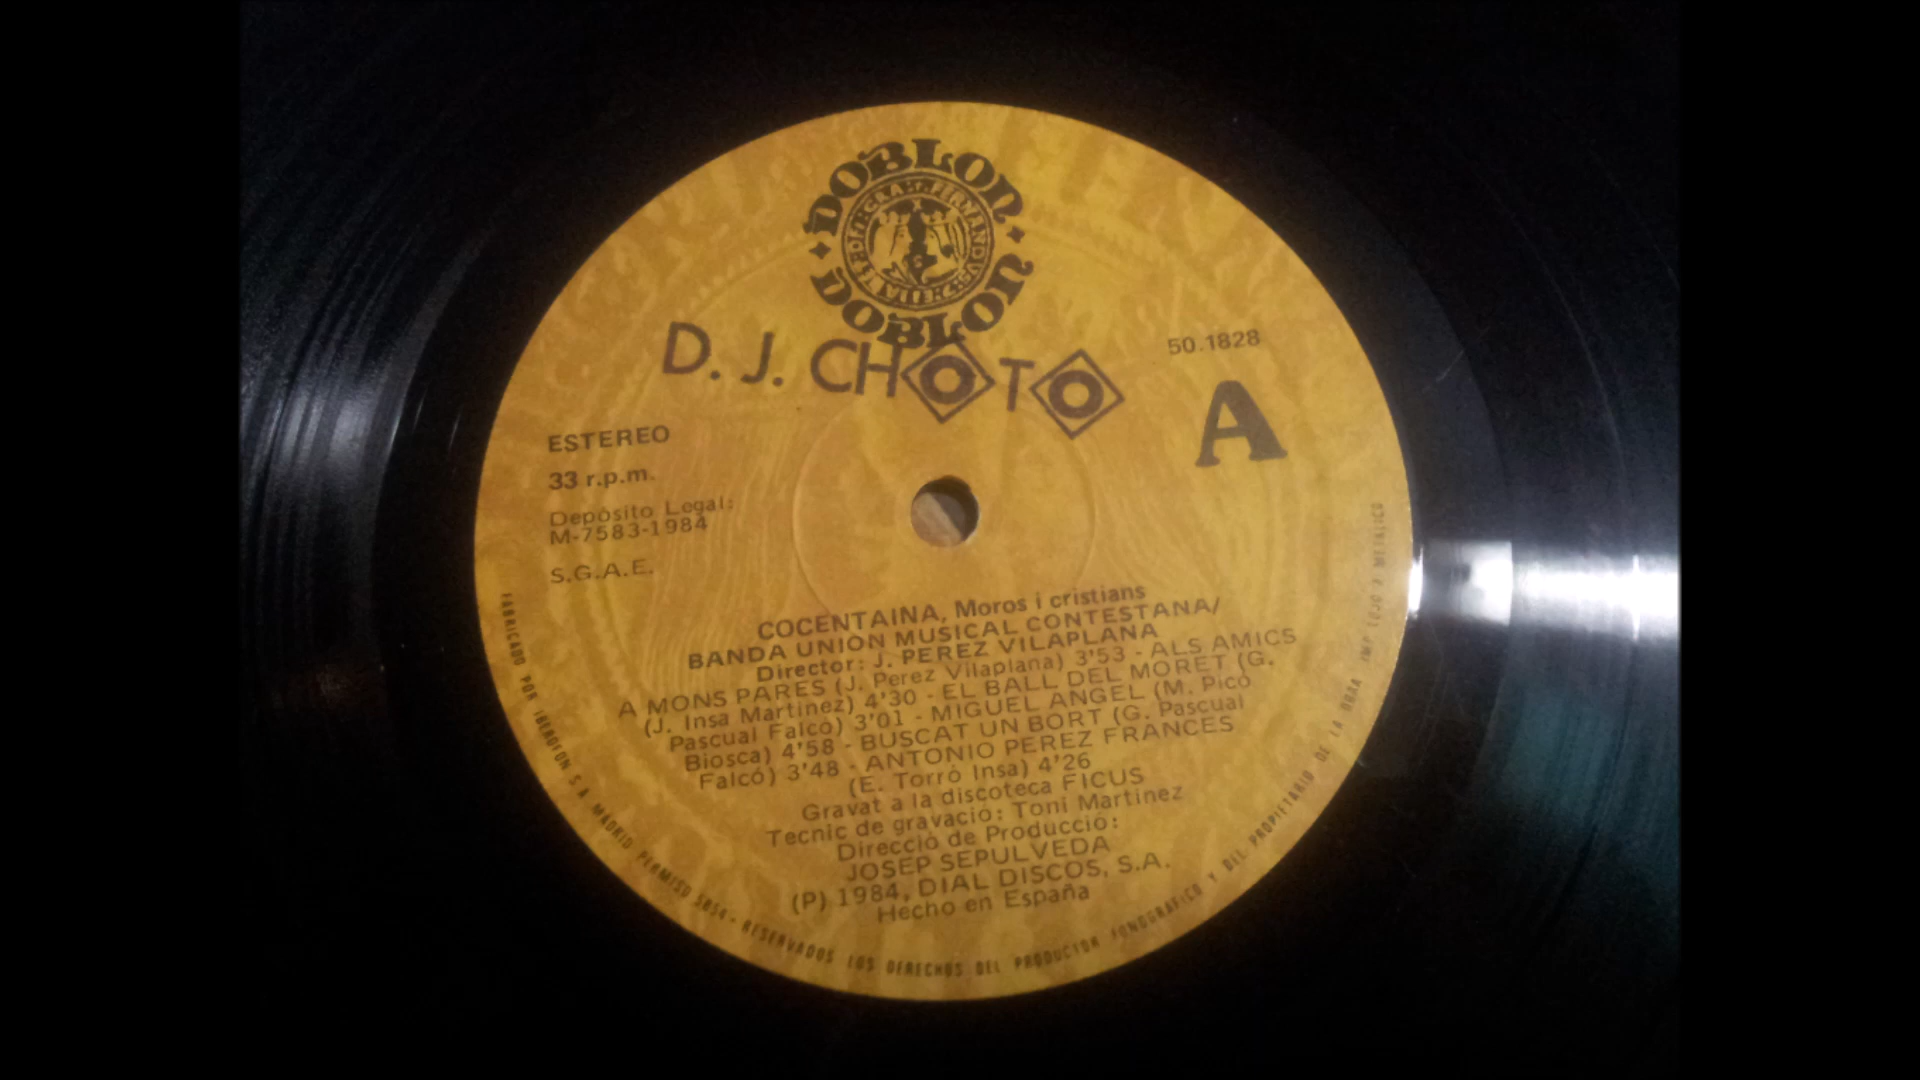 DOBLON
DOBLON
D. J. CHOTO
50.1828
A
ESTEREO
33 r.p.m.
Depósito Legal:
M-7583-1984
S.G.A.E.
COCENTAINA, Moros i cristians
BANDA UNION MUSICAL CONTESTANA/
Director: J. PEREZ VILAPLANA
A MONS PARES (J. Perez Vilaplana) 3'53 - ALS AMICS
(J. Insa Martinez) 4'30 - EL BALL DEL MORET (G.
Pascual Falcó) 3'01 - MIGUEL ANGEL (M. Picó
Biosca) 4'58 - BUSCAT UN BORT (G. Pascual
Falcó) 3'48 - ANTONIO PEREZ FRANCES
(E. Torró Insa) 4'26
Gravat a la discoteca FICUS
Tecnic de gravació: Toni Martinez
Direcció de Producció:
JOSEP SEPULVEDA
(P) 1984, DIAL DISCOS, S.A.
Hecho en España
FABRICADO POR IBEROFON S.A. MADRID PERMISO 5854 - RESERVADOS LOS DERECHOS DEL PRODUCTOR FONOGRAFICO Y DEL PROPIETARIO DE LA OBRA